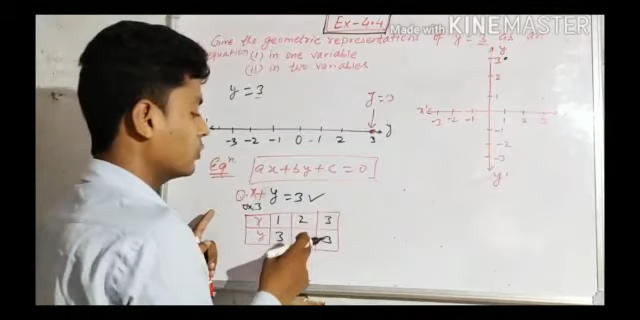 Ex-4.4
Made with KINEMASTER
Give the geometric representations of y = 3 as an
equation (i) in one variable
(ii) in two variables
y = 3
y = 3
-3 -2 -1 0 1 2 3 y
Eqn ax + by + c = 0
0.x + y = 3 ✓
0x3
x 1 2 3
y 3 3
y
3
2
1
x' -3 -2 -1 1 2 3
-1
-2
-3
y'